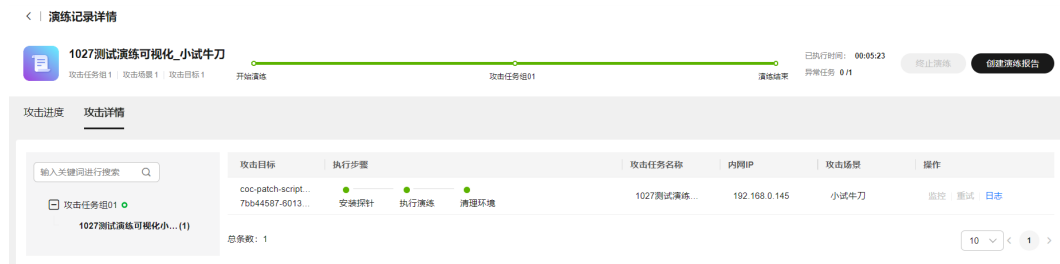 演练记录详情
1027测试演练可视化_小试牛刀
攻击任务组 1 攻击场景 1 攻击目标 1
开始演练 攻击任务组01 演练结束
已执行时间: 00:05:23
异常任务 0 /1
终止演练 创建演练报告
攻击进度 攻击详情
输入关键词进行搜索
攻击任务组01
1027测试演练可视化小... (1)
攻击目标 执行步骤 攻击任务名称 内网IP 攻击场景 操作
coc-patch-script...
7bb44587-6013...
安装探针 执行演练 清理环境
1027测试演练... 192.168.0.145 小试牛刀 监控 重试 日志
总条数: 1
10 1